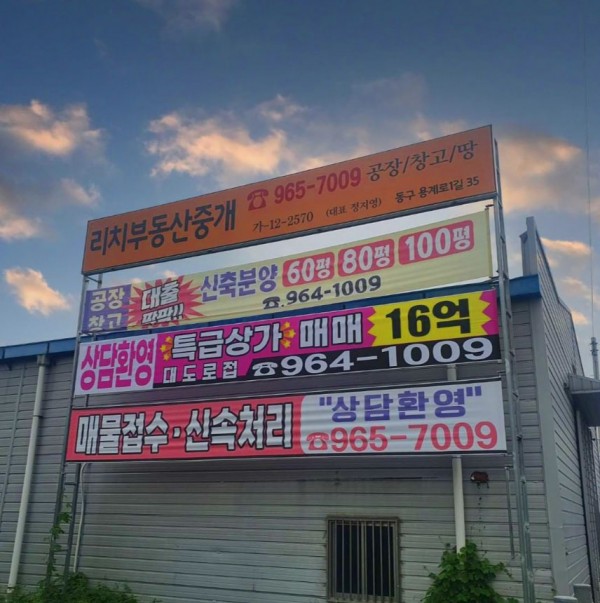 리치부동산중개 ☎965-7009 공장/창고/땅
가-12-2570 (대표 정지영) 동구 용계로1길 35
공장 창고 대출 빵빵!! 신축분양 60평 80평 100평
☎.964-1009
상담환영 특급상가 매매 16억
대도로접 ☎964-1009
매물접수·신속처리 "상담환영"
☎965-7009